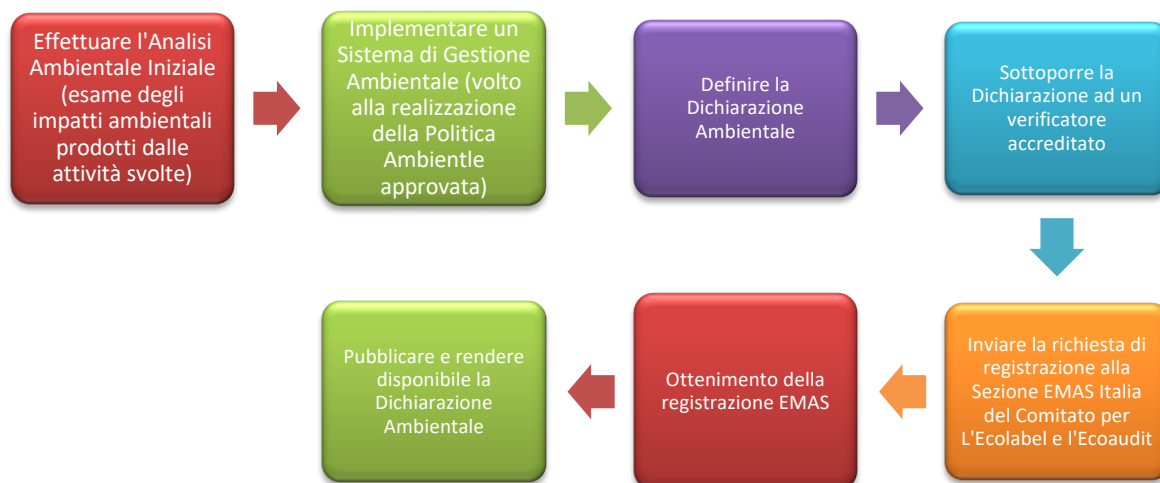 Effettuare l'Analisi
Ambientale Iniziale
(esame degli
impatti ambientali
prodotti dalle
attività svolte)
Implementare un
Sistema di Gestione
Ambientale (volto
alla realizzazione
della Politica
Ambientle
approvata)
Definire la
Dichiarazione
Ambientale
Sottoporre la
Dichiarazione ad un
verificatore
accreditato
Inviare la richiesta di
registrazione alla
Sezione EMAS Italia
del Comitato per
L'Ecolabel e l'Ecoaudit
Ottenimento della
registrazione EMAS
Pubblicare e rendere
disponibile la
Dichiarazione
Ambientale